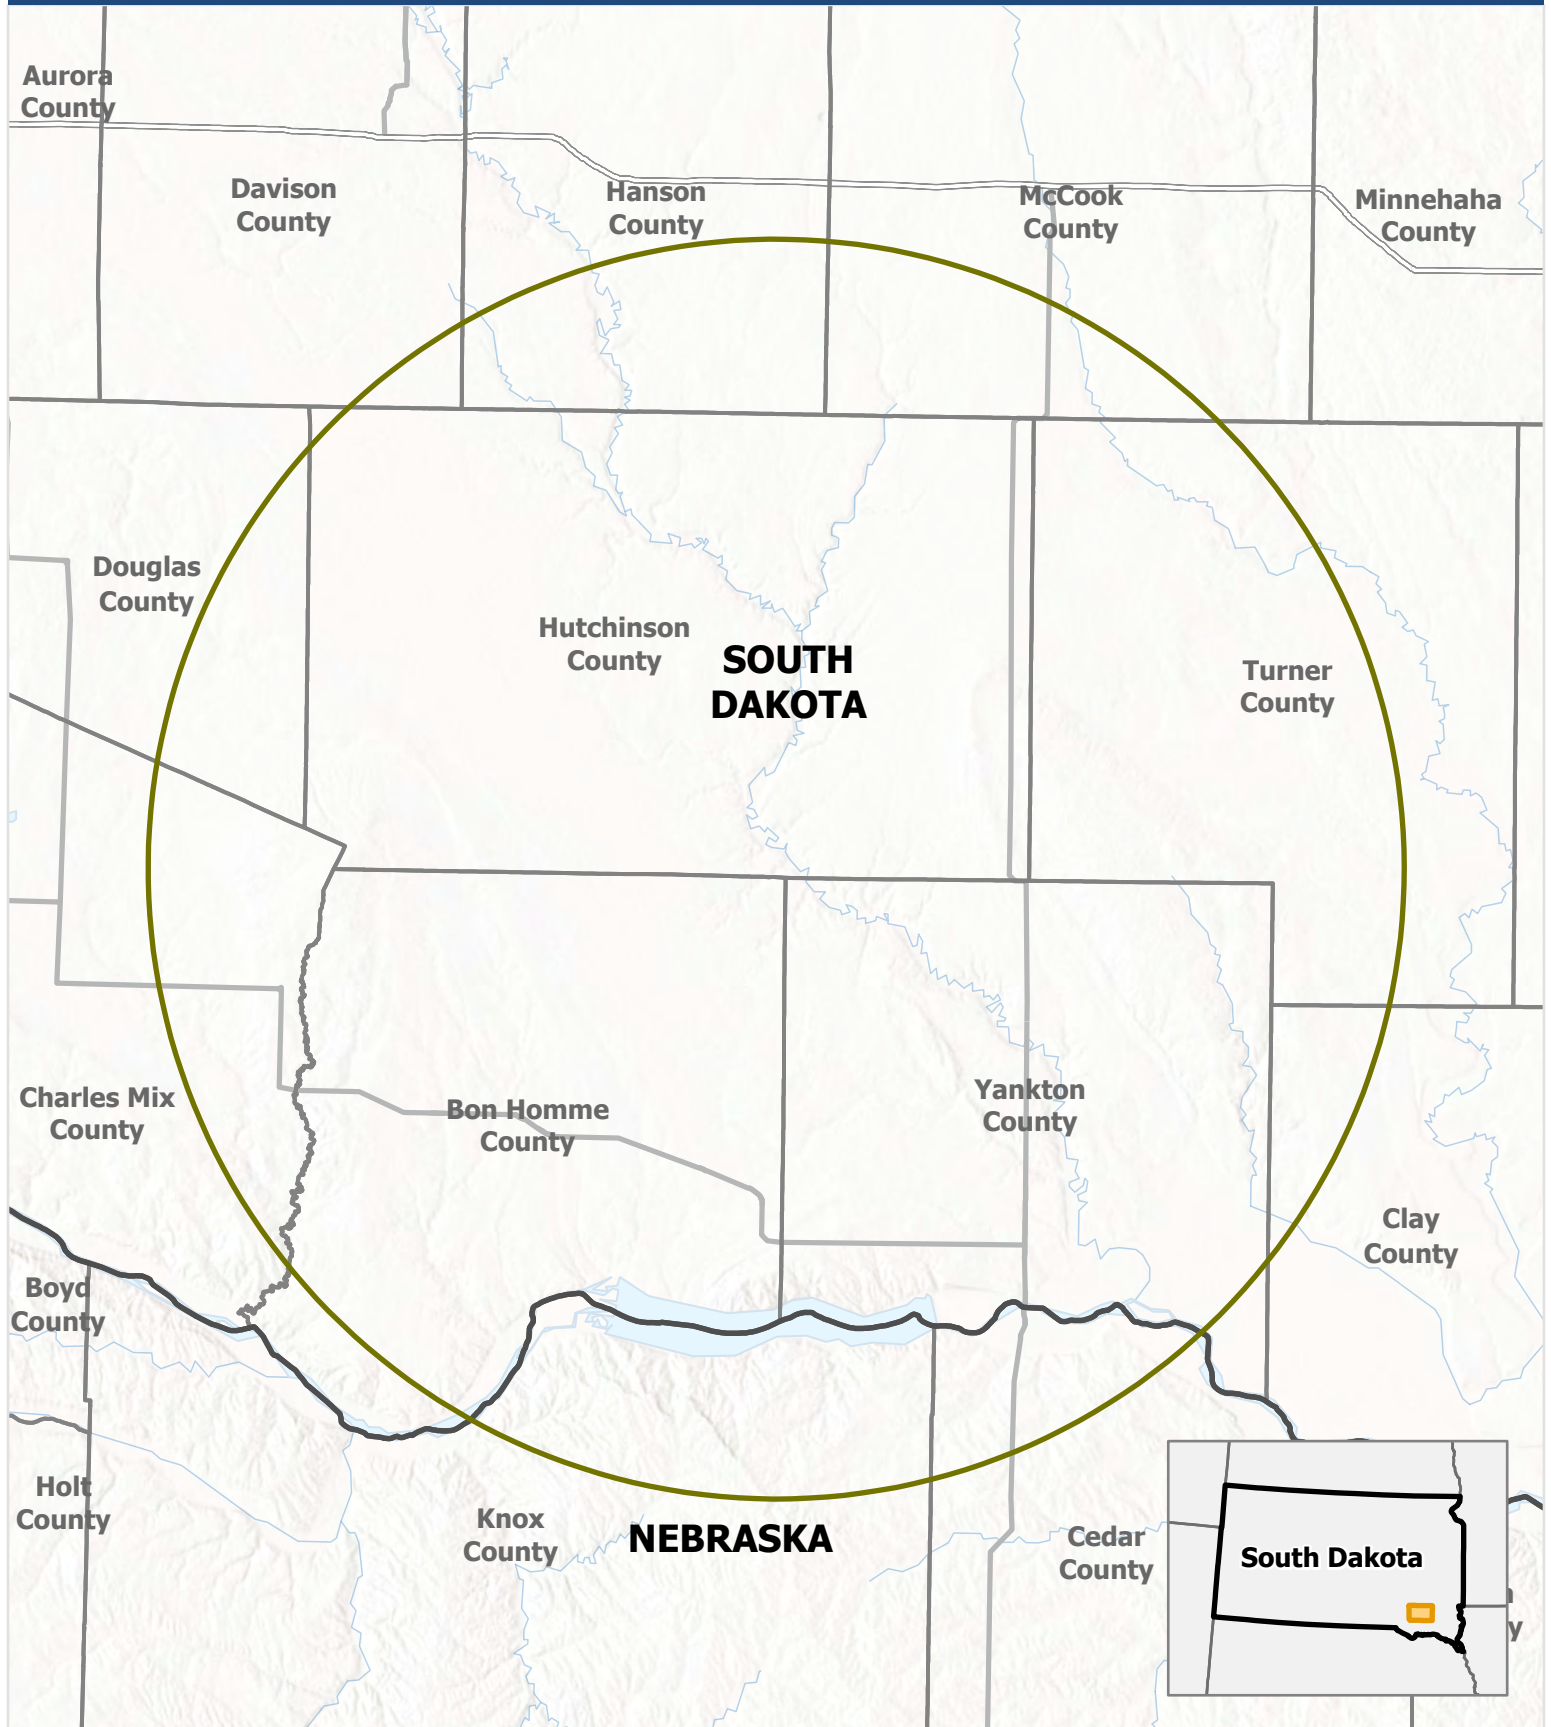 Aurora
County
Davison
County
Hanson
County
McCook
County
Minnehaha
County
Douglas
County
Hutchinson
County
SOUTH
DAKOTA
Turner
County
Charles Mix
County
Bon Homme
County
Yankton
County
Clay
County
Boyd
County
Holt
County
Knox
County
NEBRASKA
Cedar
County
South Dakota